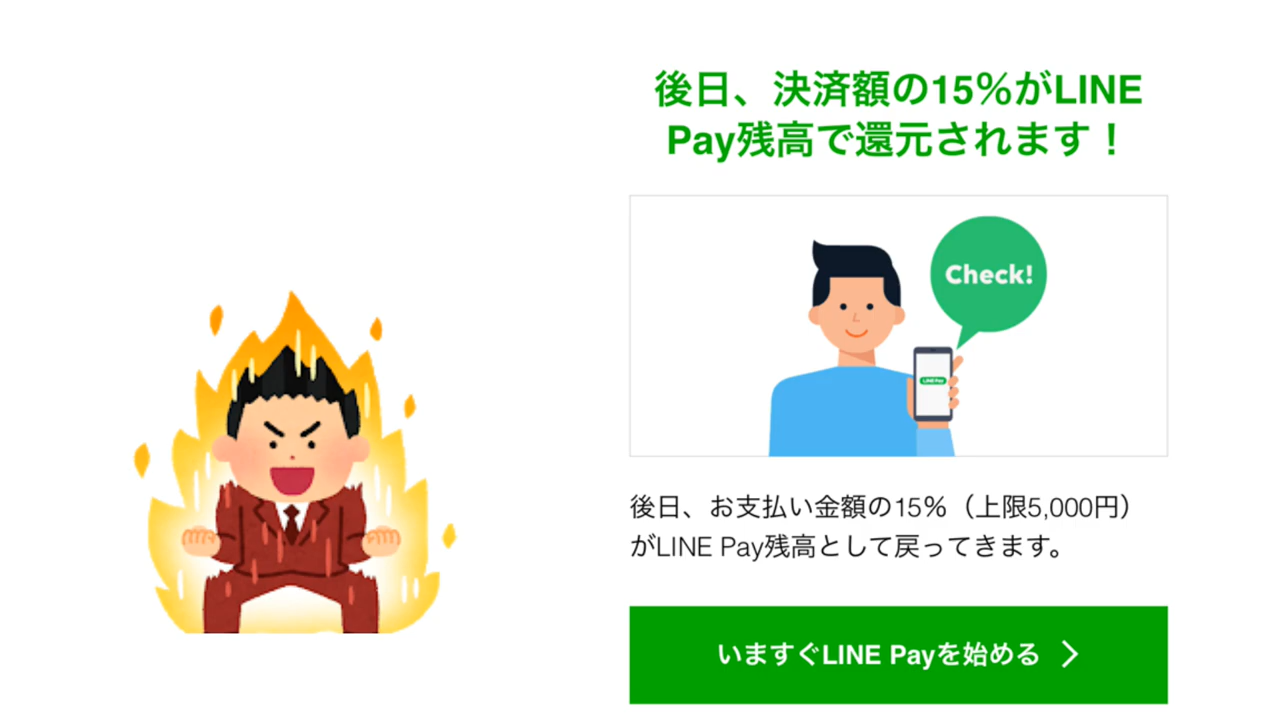 後日、決済額の15%がLINE
Pay残高で還元されます！
Check!
LINE Pay
後日、お支払い金額の15%（上限5,000円）
がLINE Pay残高として戻ってきます。
いますぐLINE Payを始める